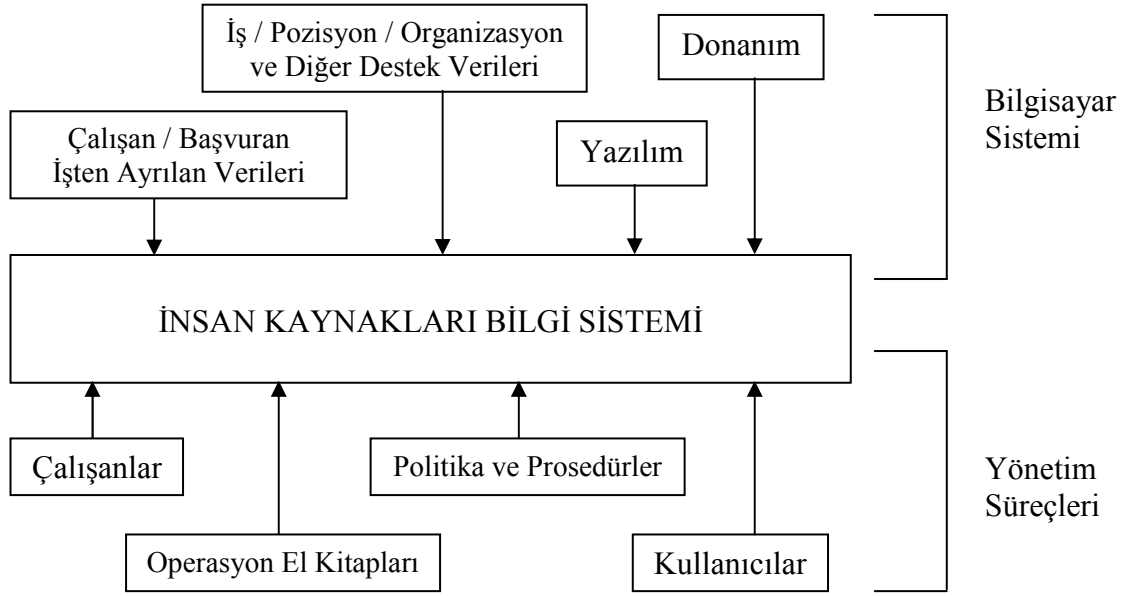 İş / Pozisyon / Organizasyon
ve Diğer Destek Verileri
Donanım
Bilgisayar
Sistemi
Çalışan / Başvuran
İşten Ayrılan Verileri
Yazılım
İNSAN KAYNAKLARI BİLGİ SİSTEMİ
Çalışanlar
Politika ve Prosedürler
Yönetim
Süreçleri
Operasyon El Kitapları
Kullanıcılar